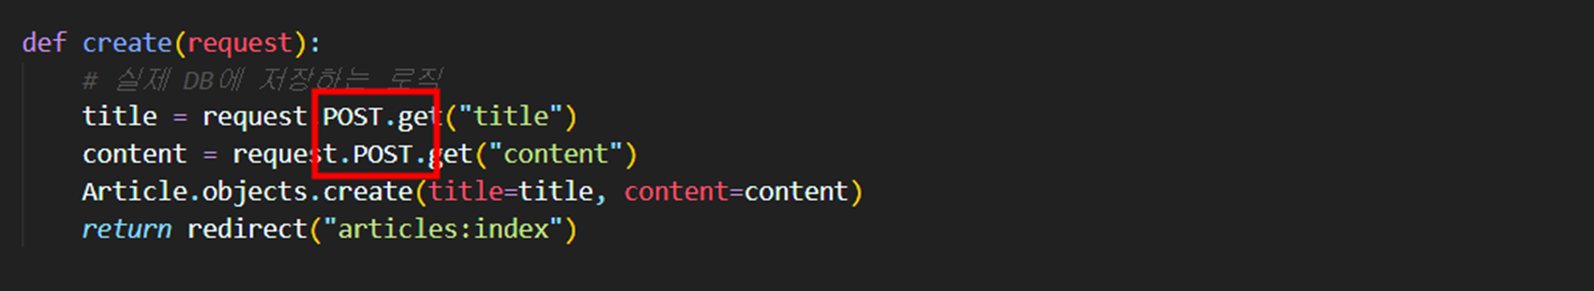 def create(request):
# 실제 DB에 저장하는 로직
title = request.POST.get("title")
content = request.POST.get("content")
Article.objects.create(title=title, content=content)
return redirect("articles:index")